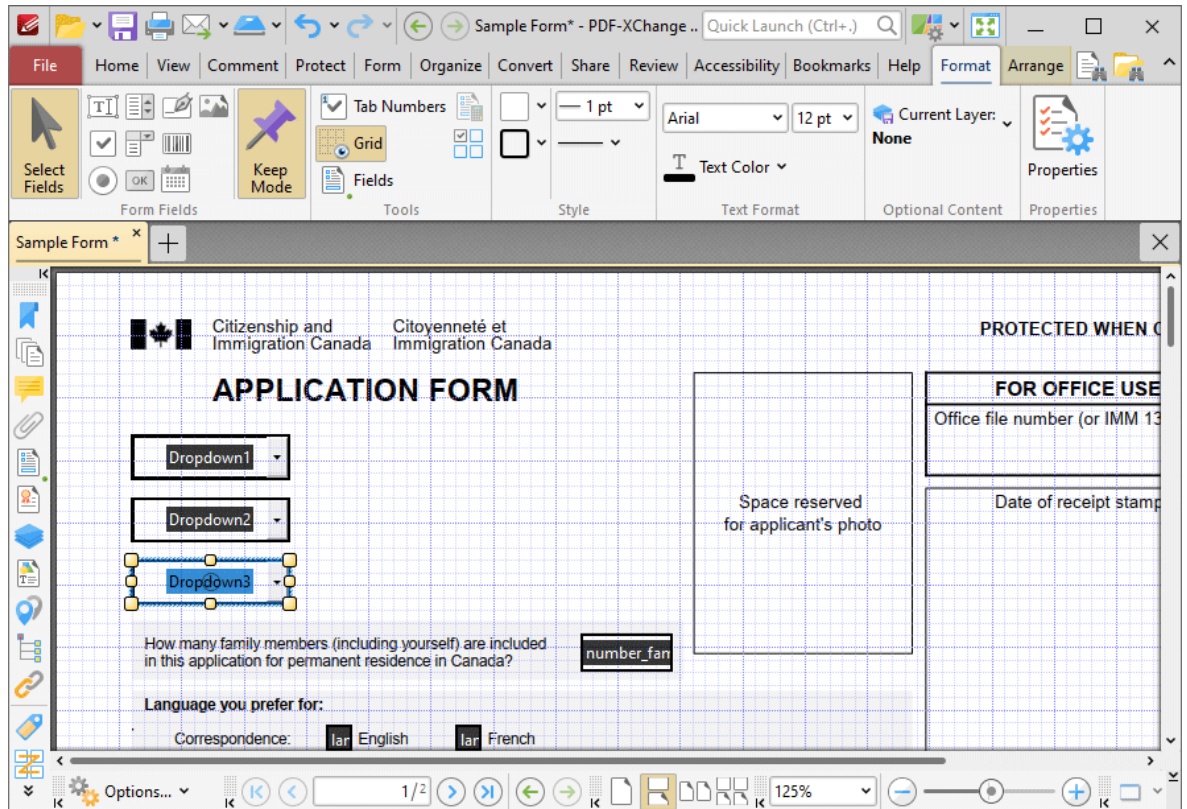 Sample Form* - PDF-XChange ..
Quick Launch (Ctrl+.)
File Home View Comment Protect Form Organize Convert Share Review Accessibility Bookmarks Help Format Arrange
Select Fields
OK
Keep Mode
Form Fields
Tab Numbers
Grid
Fields
Tools
1 pt
Style
Arial 12 pt
T Text Color
Text Format
Current Layer:
None
Optional Content
Properties
Properties
Sample Form *
Citizenship and
Immigration Canada
Citoyenneté et
Immigration Canada
PROTECTED WHEN
APPLICATION FORM
FOR OFFICE USE
Office file number (or IMM 13
Dropdown1
Dropdown2
Dropdown3
Space reserved
for applicant's photo
Date of receipt stamp
How many family members (including yourself) are included
in this application for permanent residence in Canada?
number_fam
Language you prefer for:
Correspondence: lar English lar French
Options... 1/2 125%